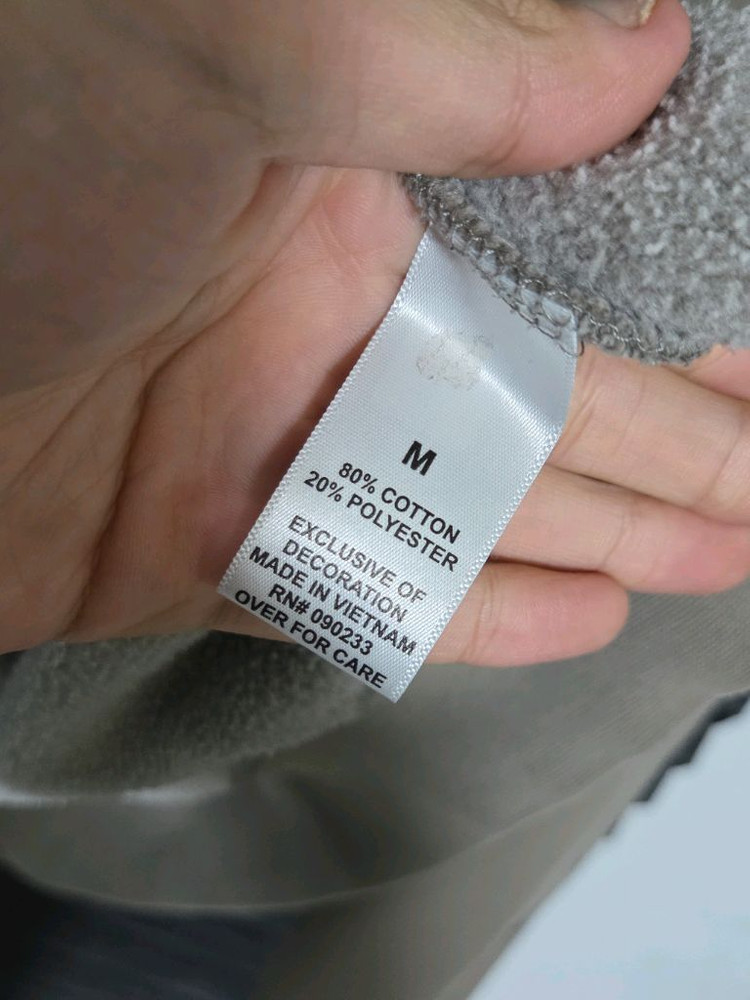 M
80% COTTON
20% POLYESTER
EXCLUSIVE OF
DECORATION
MADE IN VIETNAM
RN# 090233
OVER FOR CARE